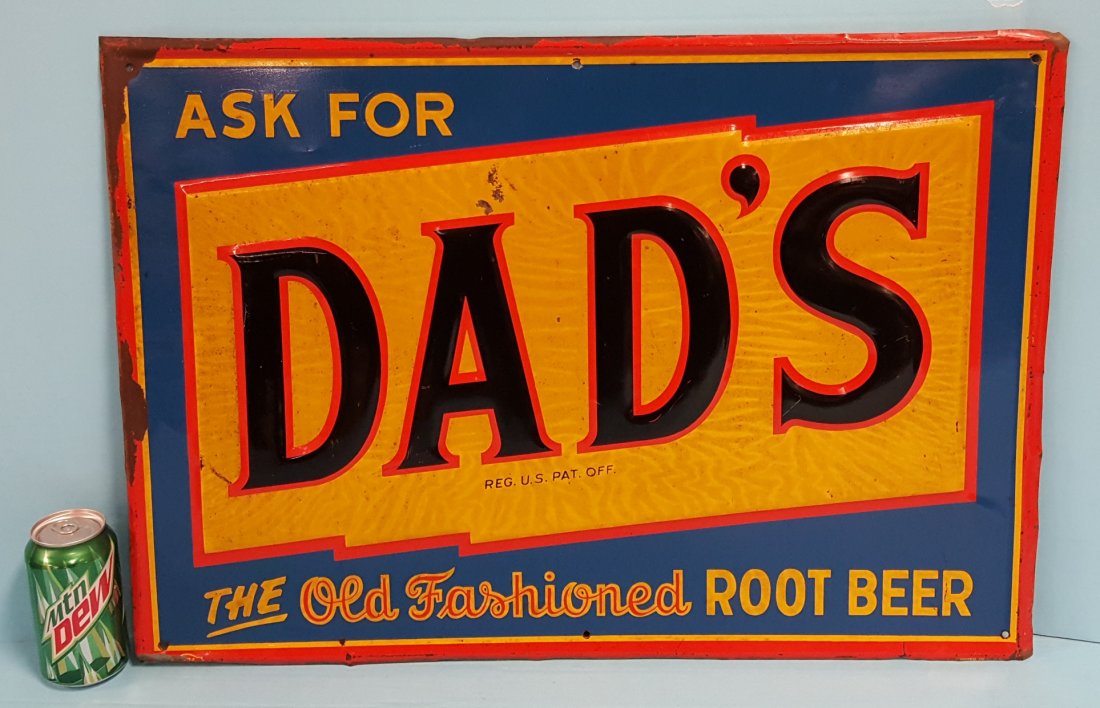 ASK FOR
DAD'S
REG. U.S. PAT. OFF.
THE Old Fashioned ROOT BEER
Mtn
DEW